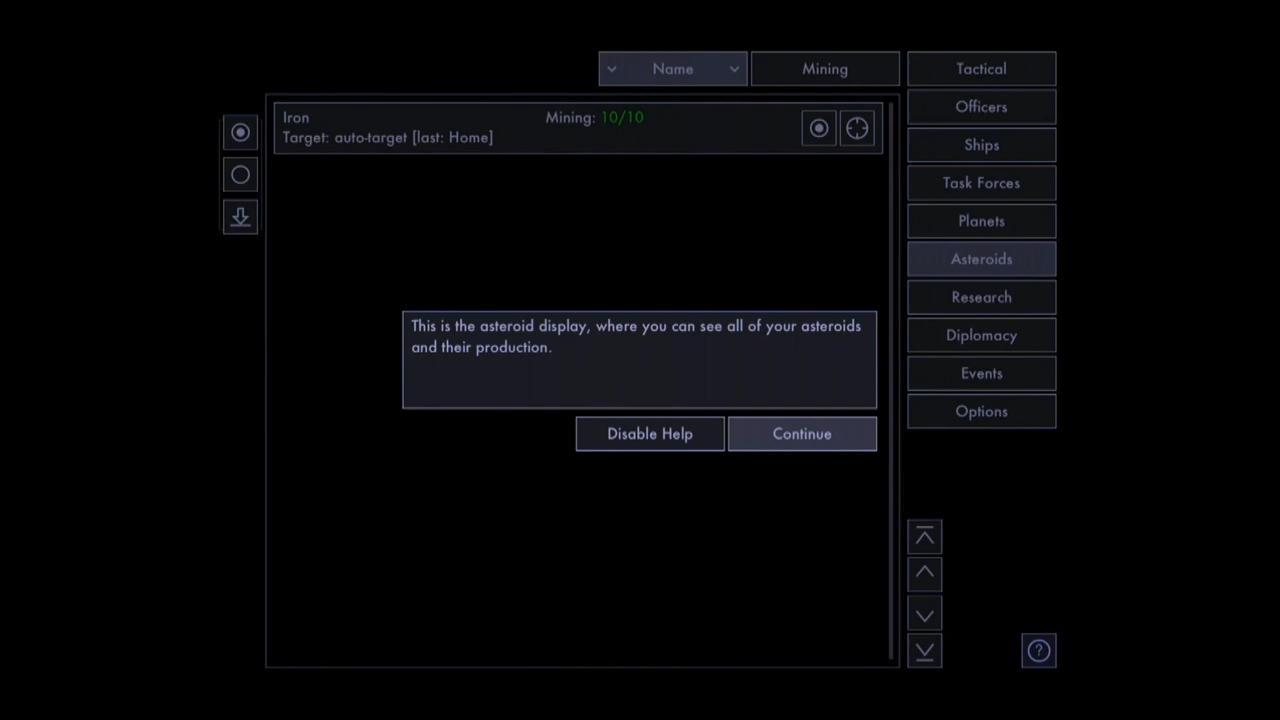 Name
Mining
Tactical
Officers
Ships
Task Forces
Planets
Asteroids
Research
Diplomacy
Events
Options
Iron
Mining: 10/10
Target: auto-target [last: Home]
This is the asteroid display, where you can see all of your asteroids
and their production.
Disable Help
Continue
?